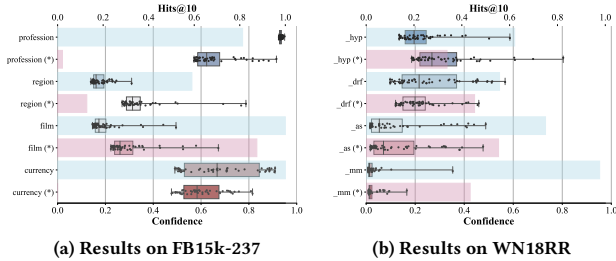 Hits@10
0.0 0.2 0.4 0.6 0.8 1.0
profession
profession (*)
region
region (*)
film
film (*)
currency
currency (*)
0.0 0.2 0.4 0.6 0.8 1.0
Confidence
(a) Results on FB15k-237
Hits@10
0.0 0.2 0.4 0.6 0.8 1.0
_hyp
_hyp (*)
_drf
_drf (*)
_as
_as (*)
_mm
_mm (*)
0.0 0.2 0.4 0.6 0.8 1.0
Confidence
(b) Results on WN18RR